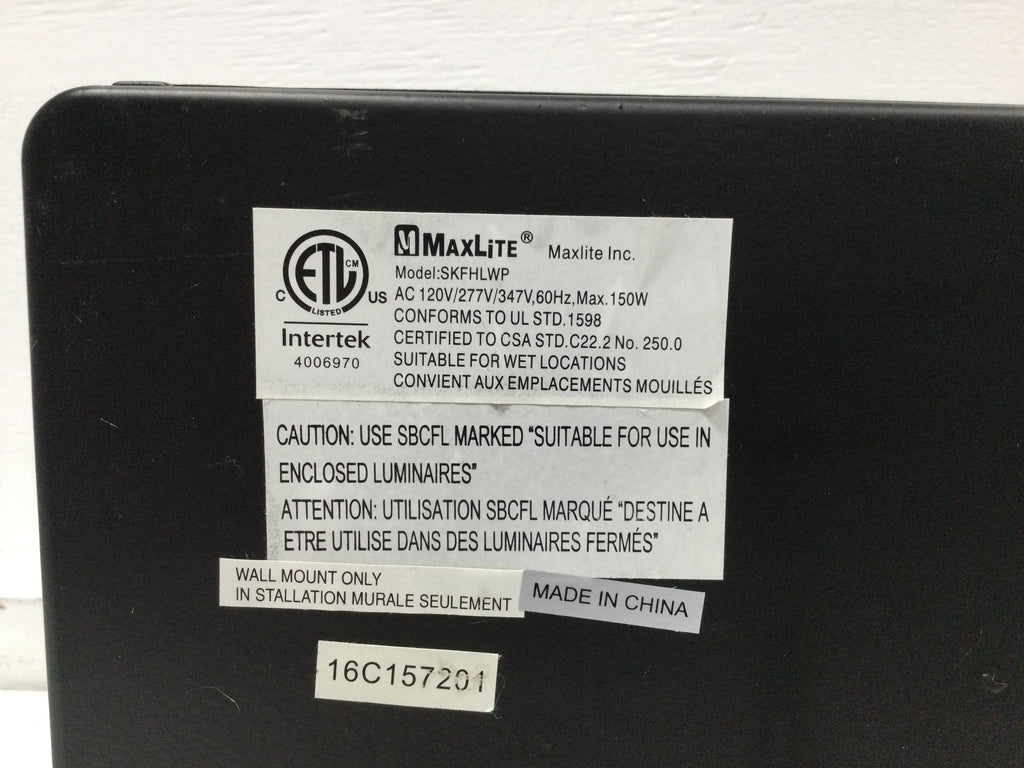 MAXLITE® Maxlite Inc.
Model:SKFHLWP
AC 120V/277V/347V,60Hz,Max.150W
CONFORMS TO UL STD.1598
CERTIFIED TO CSA STD.C22.2 No. 250.0
SUITABLE FOR WET LOCATIONS
CONVIENT AUX EMPLACEMENTS MOUILLÉS
ETL CM
C US
LISTED
Intertek
4006970
CAUTION: USE SBCFL MARKED “SUITABLE FOR USE IN
ENCLOSED LUMINAIRES”
ATTENTION: UTILISATION SBCFL MARQUÉ “DESTINE A
ETRE UTILISE DANS DES LUMINAIRES FERMÉS”
WALL MOUNT ONLY
IN STALLATION MURALE SEULEMENT
MADE IN CHINA
16C157201